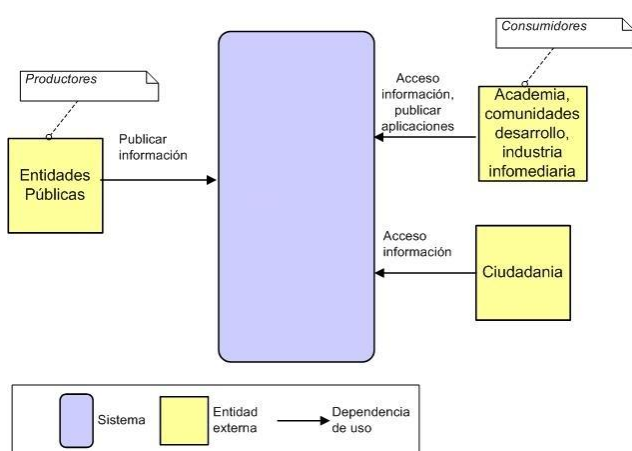 Consumidores
Productores
Acceso
información,
publicar
aplicaciones
Academia,
comunidades
desarrollo,
industria
infomediaria
Publicar
información
Entidades
Públicas
Acceso
información
Ciudadania
Sistema
Entidad
externa
Dependencia
de uso